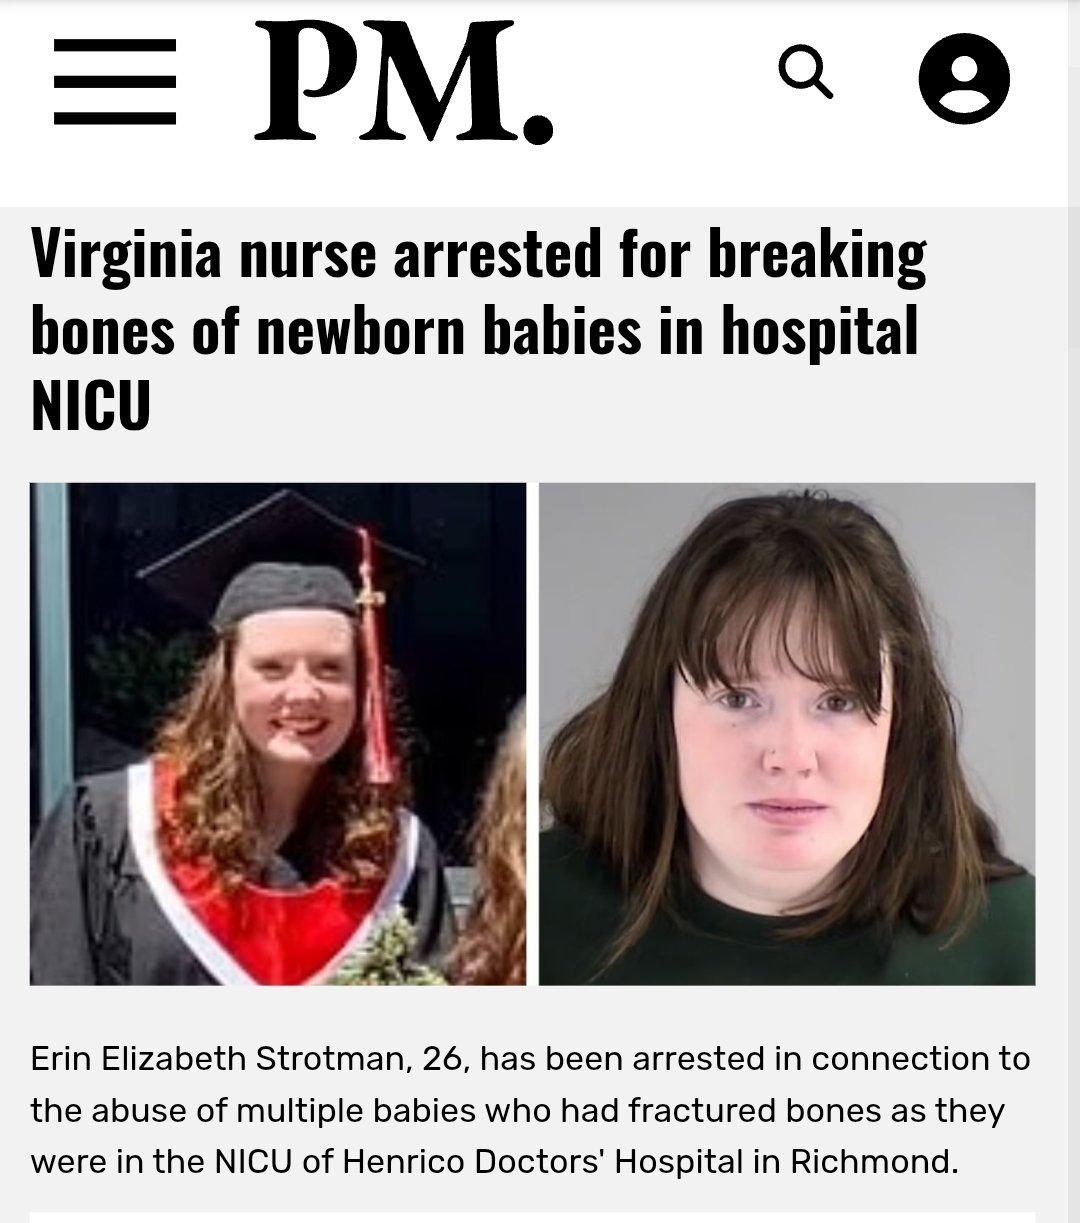 PM.
Virginia nurse arrested for breaking
bones of newborn babies in hospital
NICU
Erin Elizabeth Strotman, 26, has been arrested in connection to
the abuse of multiple babies who had fractured bones as they
were in the NICU of Henrico Doctors' Hospital in Richmond.